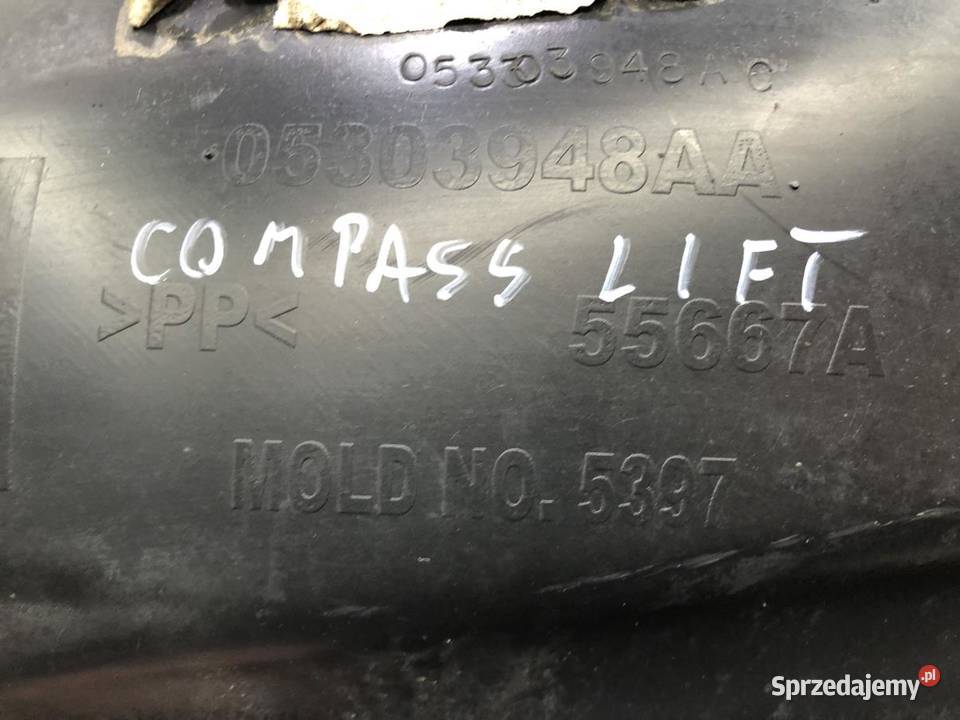 05303948AC
05303948AA
COMPASS LIFT
>PP<
55667A
MOLD NO. 5397
Sprzedajemy.pl